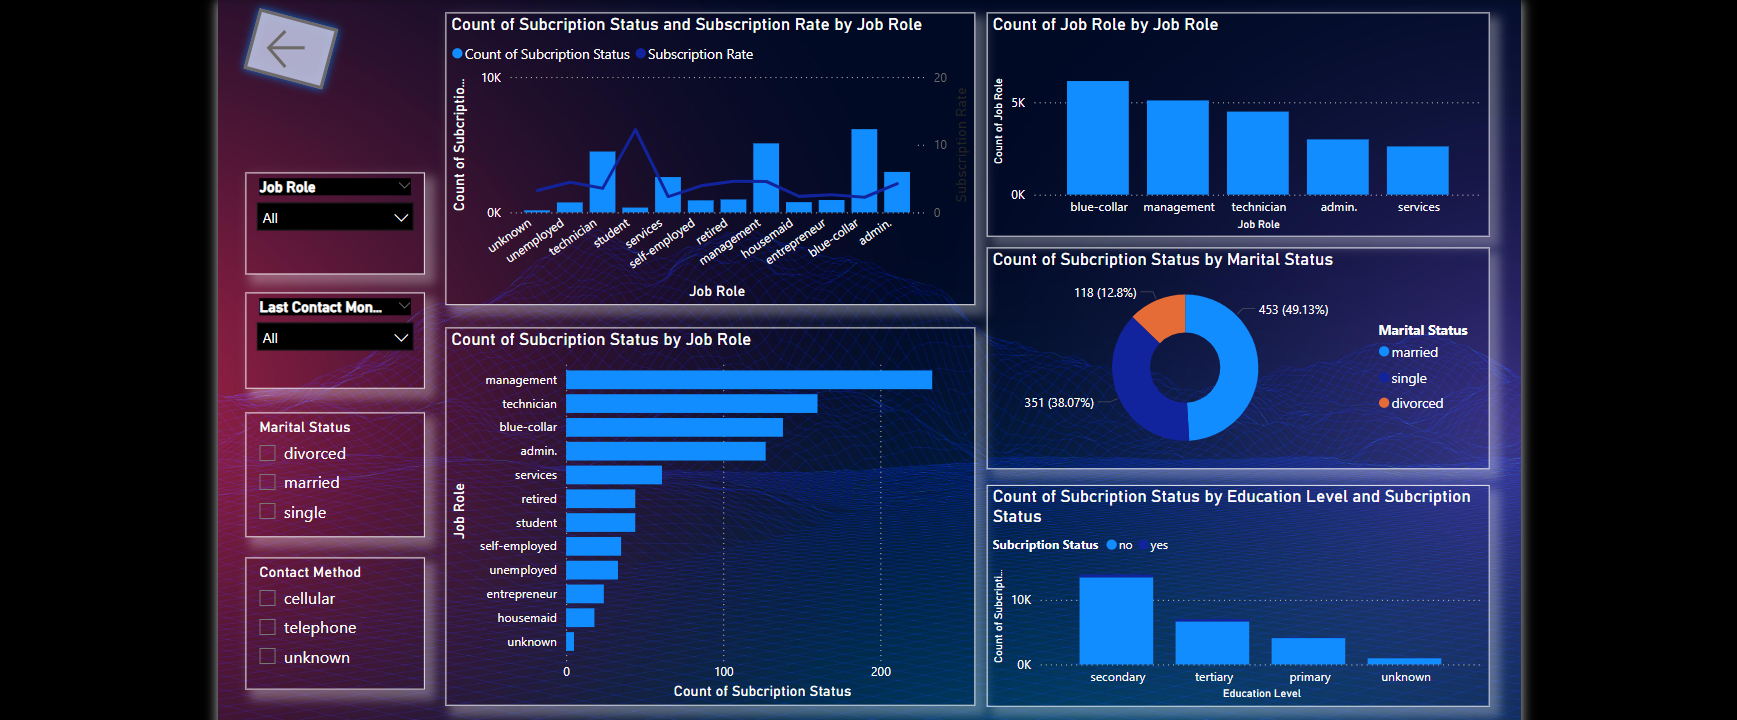 Job Role
All
Last Contact Mon...
All
Marital Status
divorced
married
single
Contact Method
cellular
telephone
unknown
Count of Subcription Status and Subscription Rate by Job Role
Count of Subcription Status Subscription Rate
Count of Subscriptio...
10K
0K
20
10
0
Subscription Rate
unknown
unemployed
technician
student
services
self-employed
retired
management
housemaid
entrepreneur
blue-collar
admin.
Job Role
Count of Subcription Status by Job Role
Job Role
management
technician
blue-collar
admin.
services
retired
student
self-employed
unemployed
entrepreneur
housemaid
unknown
0 100 200
Count of Subcription Status
Count of Job Role by Job Role
Count of Job Role
5K
0K
blue-collar management technician admin. services
Job Role
Count of Subcription Status by Marital Status
118 (12.8%)
453 (49.13%)
351 (38.07%)
Marital Status
married
single
divorced
Count of Subcription Status by Education Level and Subcription
Status
Subcription Status no yes
Count of Subcripti...
10K
0K
secondary tertiary primary unknown
Education Level